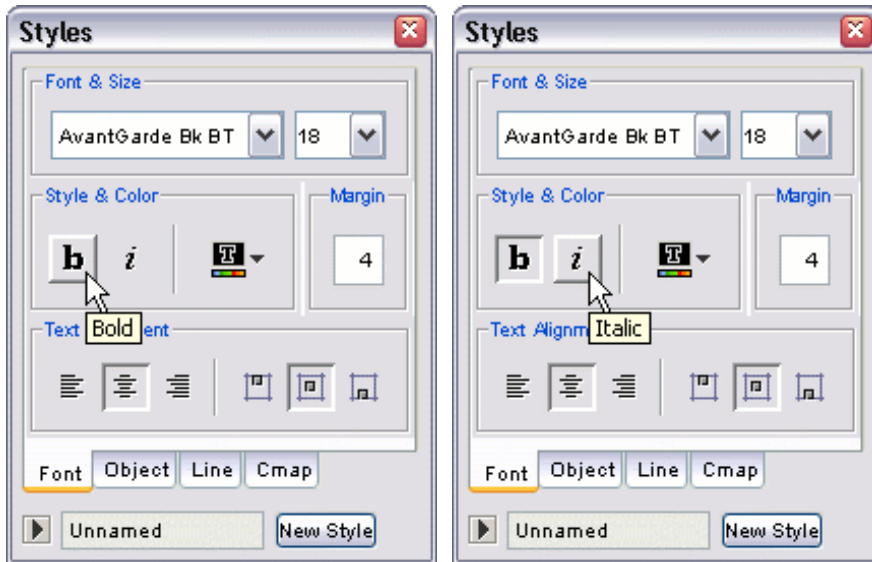 Styles
Font & Size
AvantGarde Bk BT 18
Style & Color Margin
b i T 4
Bold
Text ent
Font Object Line Cmap
Unnamed New Style
Styles
Font & Size
AvantGarde Bk BT 18
Style & Color Margin
b i T 4
Italic
Text Alignm
Font Object Line Cmap
Unnamed New Style